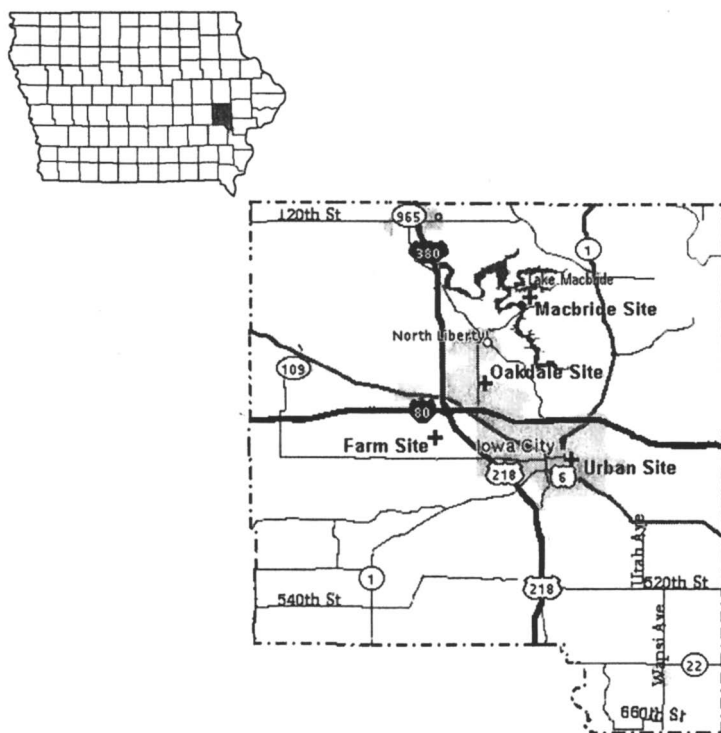 120th St
965
380
1
Lake Macbride
Macbride Site
North Liberty
109
Oakdale Site
80
Farm Site
Iowa City
218
6
Urban Site
Utah Ave
1
540th St
218
520th St
Wapsi Ave
22
660th St